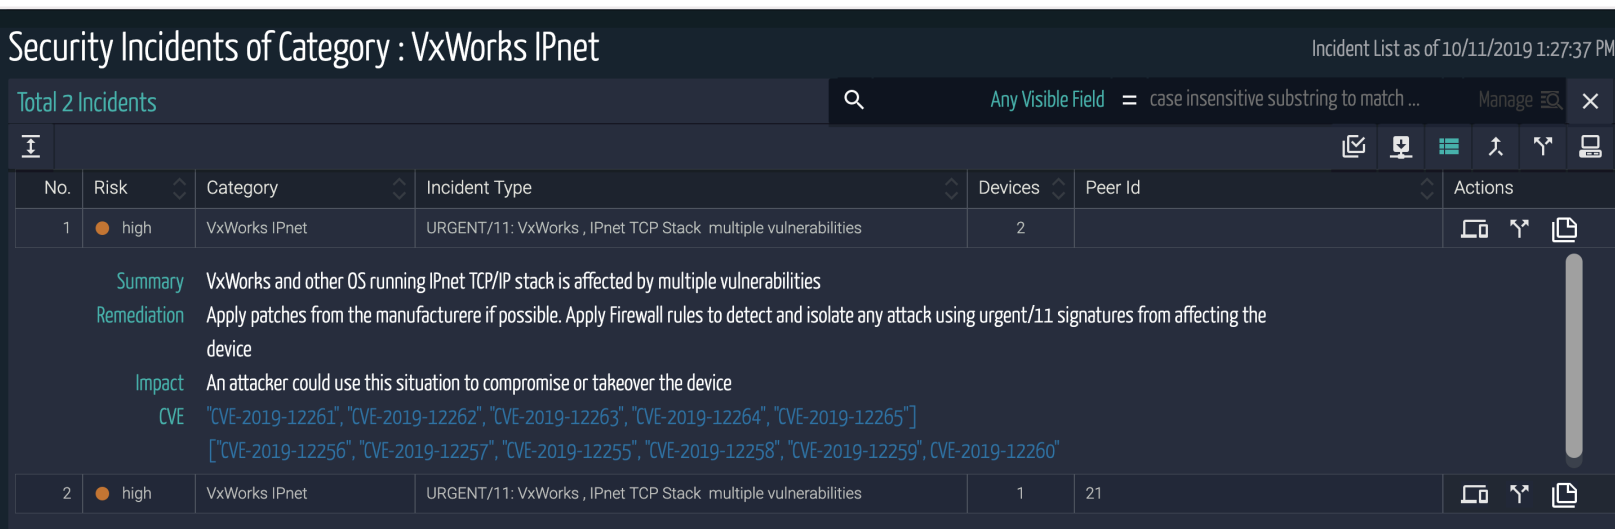 Security Incidents of Category : VxWorks IPnet
Incident List as of 10/11/2019 1:27:37 PM
Total 2 Incidents
Any Visible Field = case insensitive substring to match ... Manage
No. Risk Category Incident Type Devices Peer Id Actions
1 high VxWorks IPnet URGENT/11: VxWorks , IPnet TCP Stack multiple vulnerabilities 2
Summary VxWorks and other OS running IPnet TCP/IP stack is affected by multiple vulnerabilities
Remediation Apply patches from the manufacturere if possible. Apply Firewall rules to detect and isolate any attack using urgent/11 signatures from affecting the
device
Impact An attacker could use this situation to compromise or takeover the device
CVE "CVE-2019-12261", "CVE-2019-12262", "CVE-2019-12263", "CVE-2019-12264", "CVE-2019-12265"]
["CVE-2019-12256", "CVE-2019-12257", "CVE-2019-12255", "CVE-2019-12258", "CVE-2019-12259", CVE-2019-12260"
2 high VxWorks IPnet URGENT/11: VxWorks , IPnet TCP Stack multiple vulnerabilities 1 21